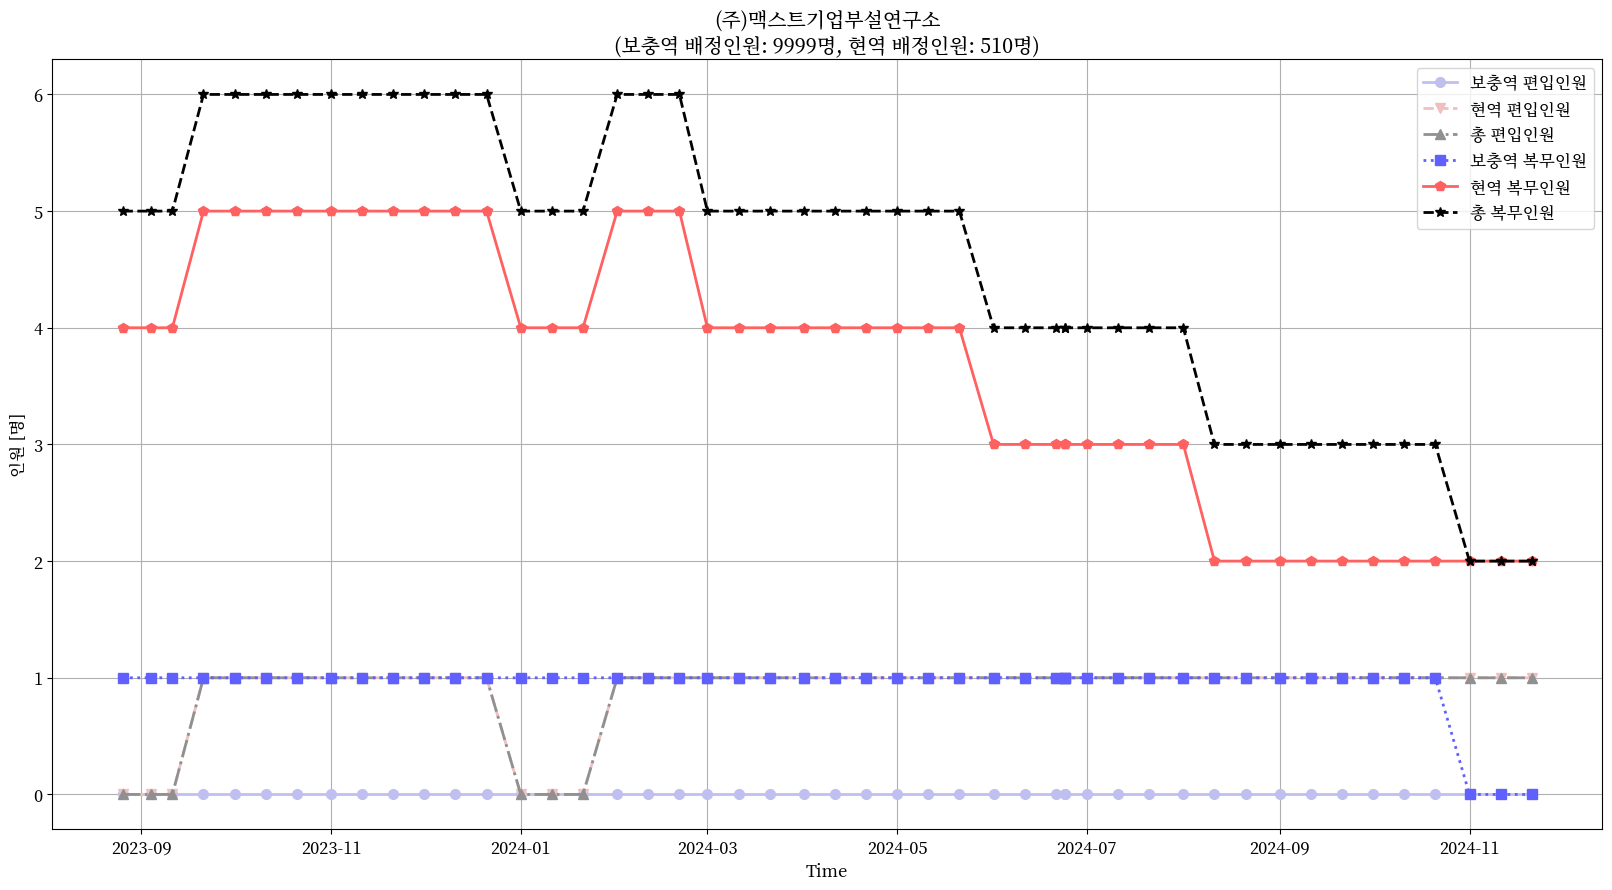 (주)맥스트기업부설연구소
(보충역 배정인원: 9999명, 현역 배정인원: 510명)
보충역 편입인원
현역 편입인원
총 편입인원
보충역 복무인원
현역 복무인원
총 복무인원
인원 [명]
6
5
4
3
2
1
0
2023-09 2023-11 2024-01 2024-03 2024-05 2024-07 2024-09 2024-11
Time